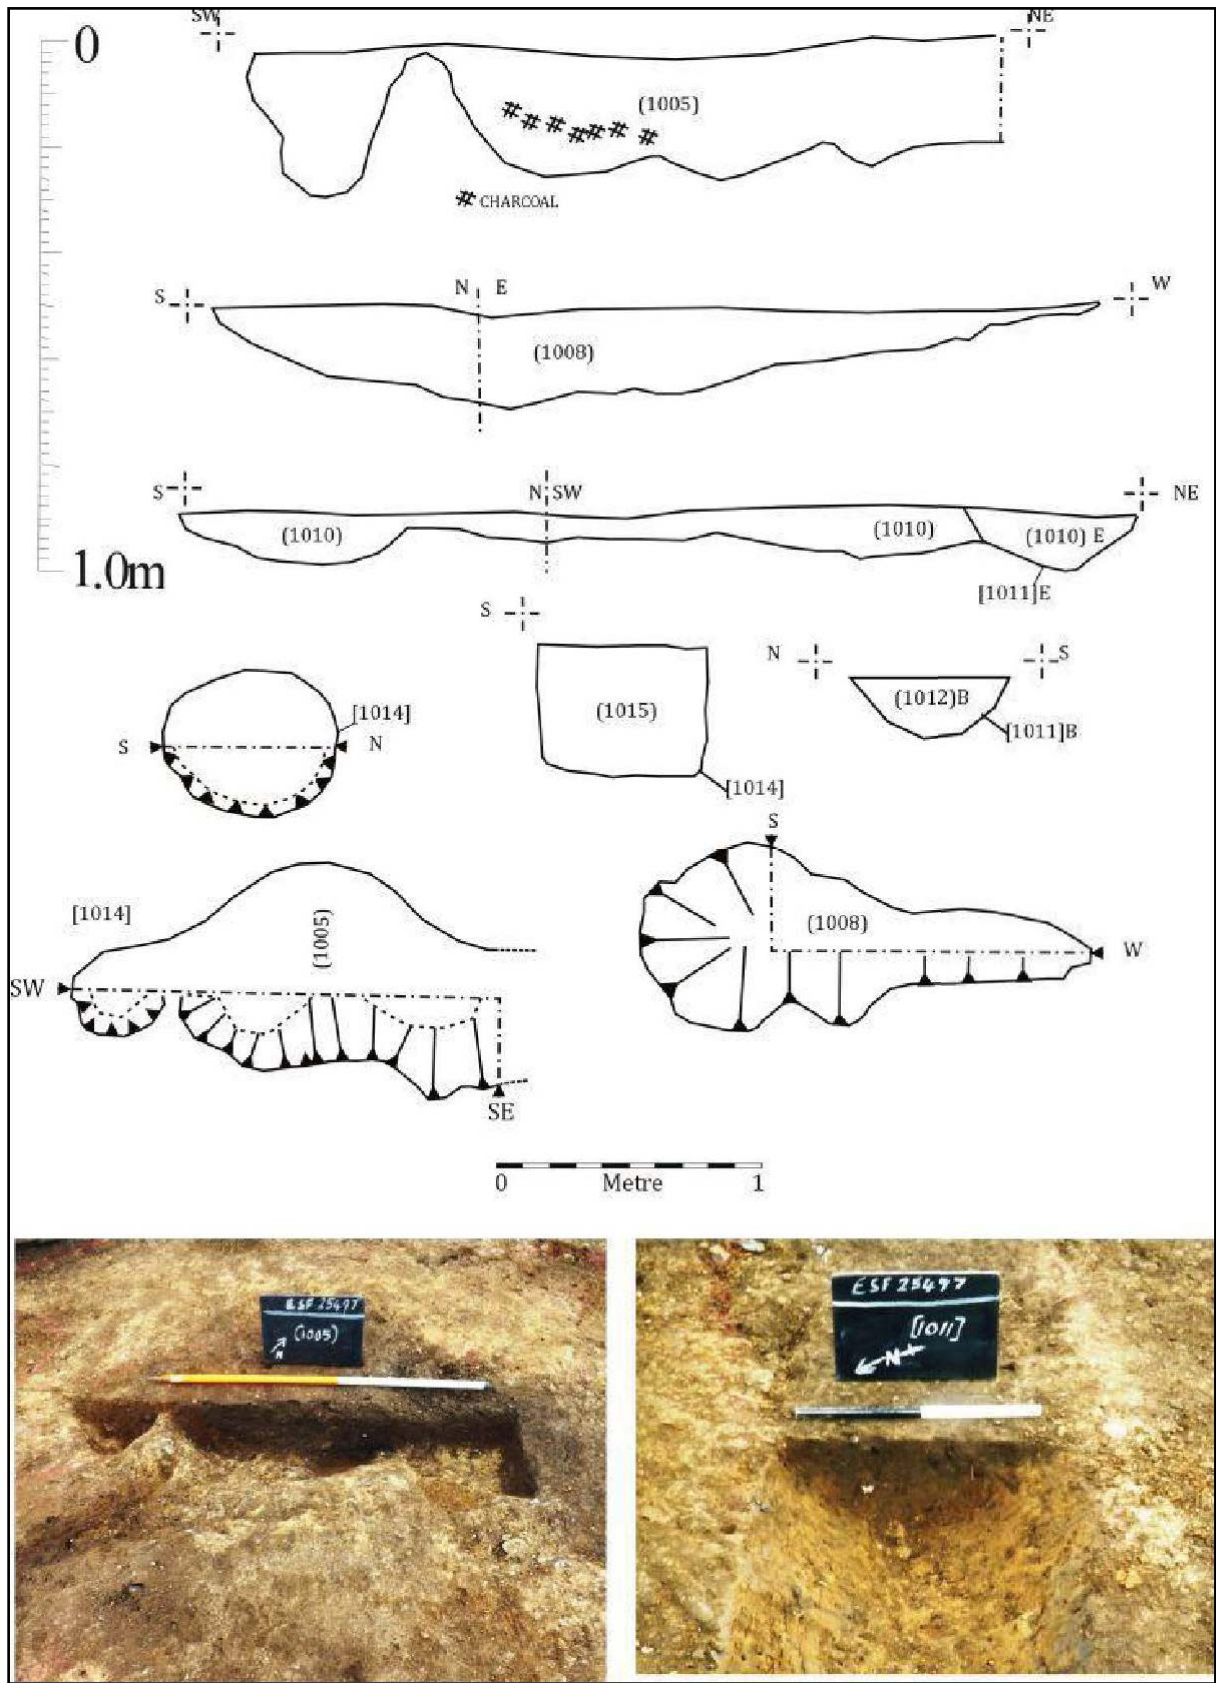 SW NE
0
(1005)
CHARCOAL
S N E W
(1008)
S N SW NE
(1010) (1010) (1010) E
[1011]E
1.0m
S
N S
(1012)B
[1011]B
(1015)
[1014]
[1014]
S N
S
[1014]
(1005)
SW
SE
(1008)
W
0 Metre 1
ESF 25497
(1005)
N
ESF 25497
[1011]
N